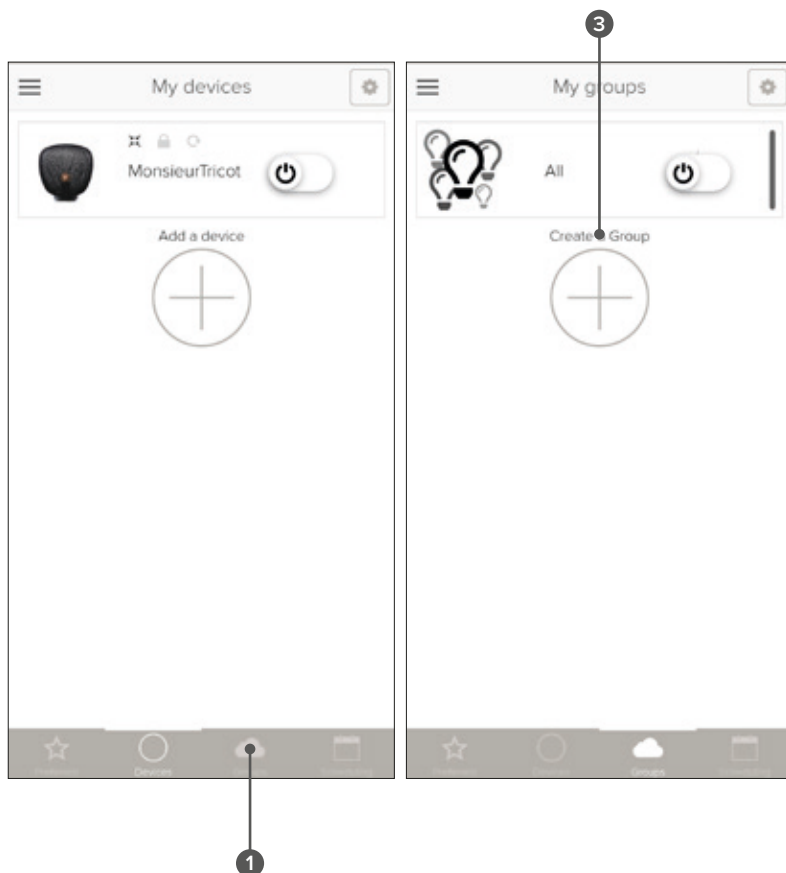 3
My devices
MonsieurTricot
Add a device
Devices
My groups
All
Create a Group
Groups
1